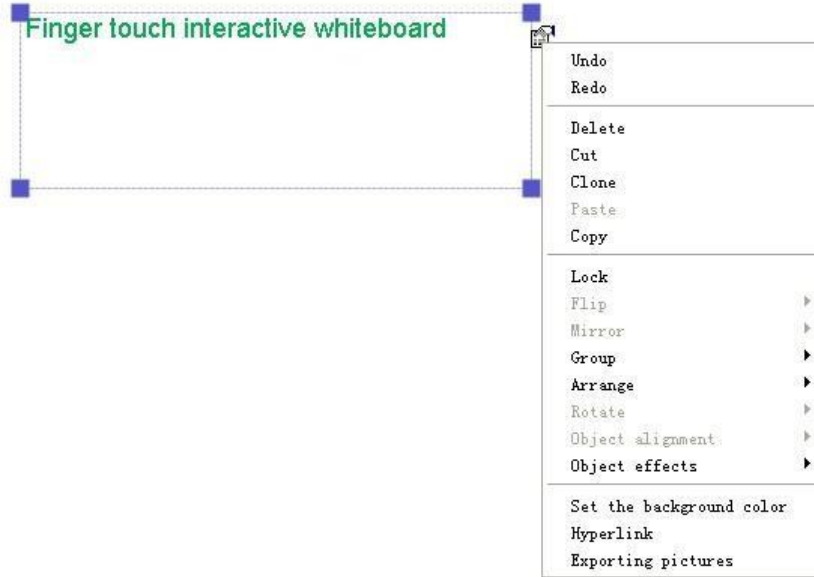 Finger touch interactive whiteboard
Undo
Redo
Delete
Cut
Clone
Paste
Copy
Lock
Flip
Mirror
Group
Arrange
Rotate
Object alignment
Object effects
Set the background color
Hyperlink
Exporting pictures